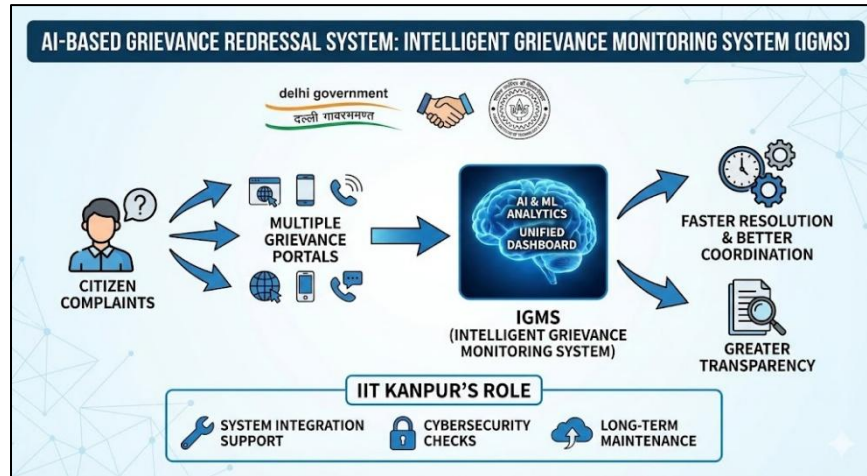 AI-BASED GRIEVANCE REDRESSAL SYSTEM: INTELLIGENT GRIEVANCE MONITORING SYSTEM (IGMS)
delhi government
दल्ली गावरभमण्त
CITIZEN
COMPLAINTS
MULTIPLE
GRIEVANCE
PORTALS
AI & ML
ANALYTICS
UNIFIED
DASHBOARD
IGMS
(INTELLIGENT GRIEVANCE
MONITORING SYSTEM)
FASTER RESOLUTION
& BETTER
COORDINATION
GREATER
TRANSPARENCY
IIT KANPUR'S ROLE
SYSTEM INTEGRATION
SUPPORT
CYBERSECURITY
CHECKS
LONG-TERM
MAINTENANCE